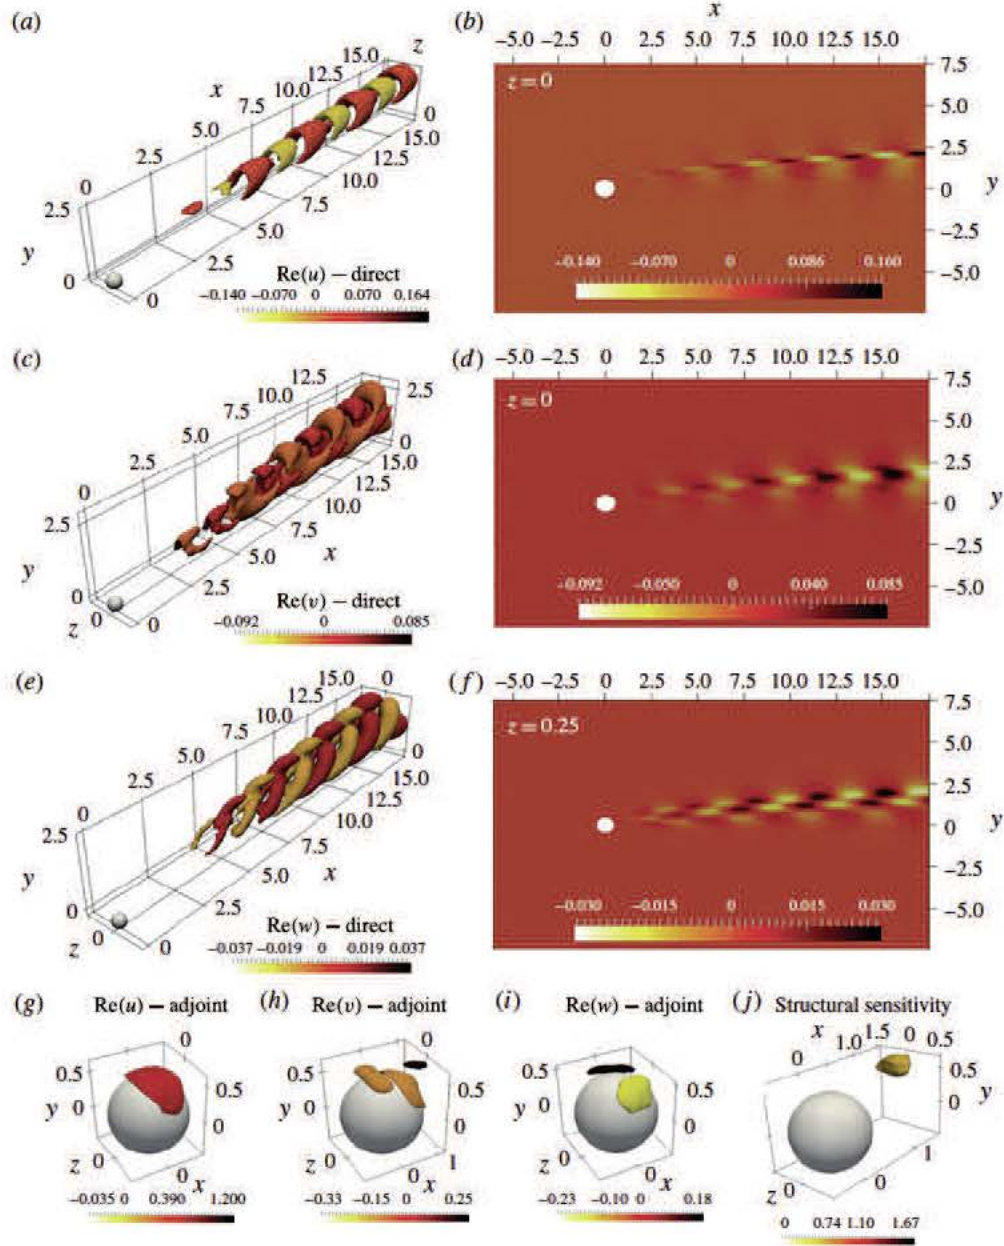 (a)
x
2.5
0
2.5
5.0
7.5
10.0
12.5
15.0
z
0
y
0
0
2.5
5.0
7.5
10.0
12.5
15.0
Re(u) – direct
−0.140 −0.070 0 0.070 0.164
(b)
x
−5.0 −2.5 0 2.5 5.0 7.5 10.0 12.5 15.0
z = 0
7.5
5.0
2.5
0
−2.5
−5.0
y
−0.140 −0.070 0 0.086 0.160
(c)
0
2.5
5.0
7.5
10.0
12.5
2.5
0
2.5
y
0
z 0
0
2.5
5.0
7.5
10.0
12.5
15.0
x
Re(v) – direct
−0.092 0 0.085
(d)
−5.0 −2.5 0 2.5 5.0 7.5 10.0 12.5 15.0
z = 0
7.5
5.0
2.5
0
−2.5
−5.0
y
−0.092 −0.050 0 0.040 0.085
(e)
0
2.5
5.0
7.5
10.0
12.5
15.0 0
0
2.5
y
0
z
0
0
2.5
5.0
7.5
10.0
12.5
15.0
x
Re(w) – direct
−0.037 −0.019 0 0.019 0.037
(f)
−5.0 −2.5 0 2.5 5.0 7.5 10.0 12.5 15.0
z = 0.25
7.5
5.0
2.5
0
−2.5
−5.0
y
−0.030 −0.015 0 0.015 0.030
(g)
Re(u) – adjoint
0
0.5
y 0
0.5
0
z 0
0 x
−0.035 0 0.390 1.200
(h)
Re(v) – adjoint
0
0.5
y 0
0.5
0
z 0
0 x
1
−0.33 −0.15 0 0.25
(i)
Re(w) – adjoint
0
0.5
y 0
0.5
0
z 0
0 x
1
−0.23 −0.10 0 0.18
(j)
Structural sensitivity
x
0
1.0 1.5 0 0.5
0
y
1
0
z 0
0 0.74 1.10 1.67